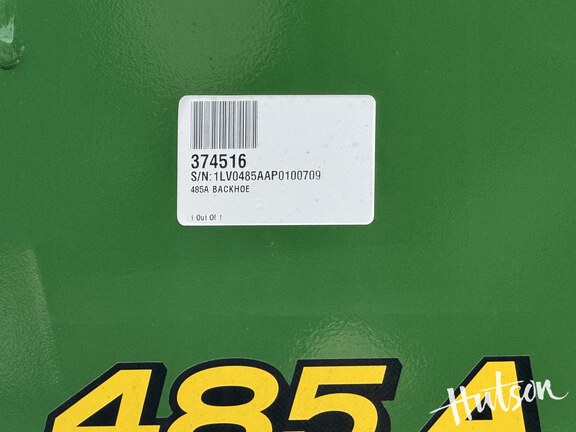 374516
S/N:1LV0485AAP0100709
485A BACKHOE
1 Out Of 1
485A
Hutson